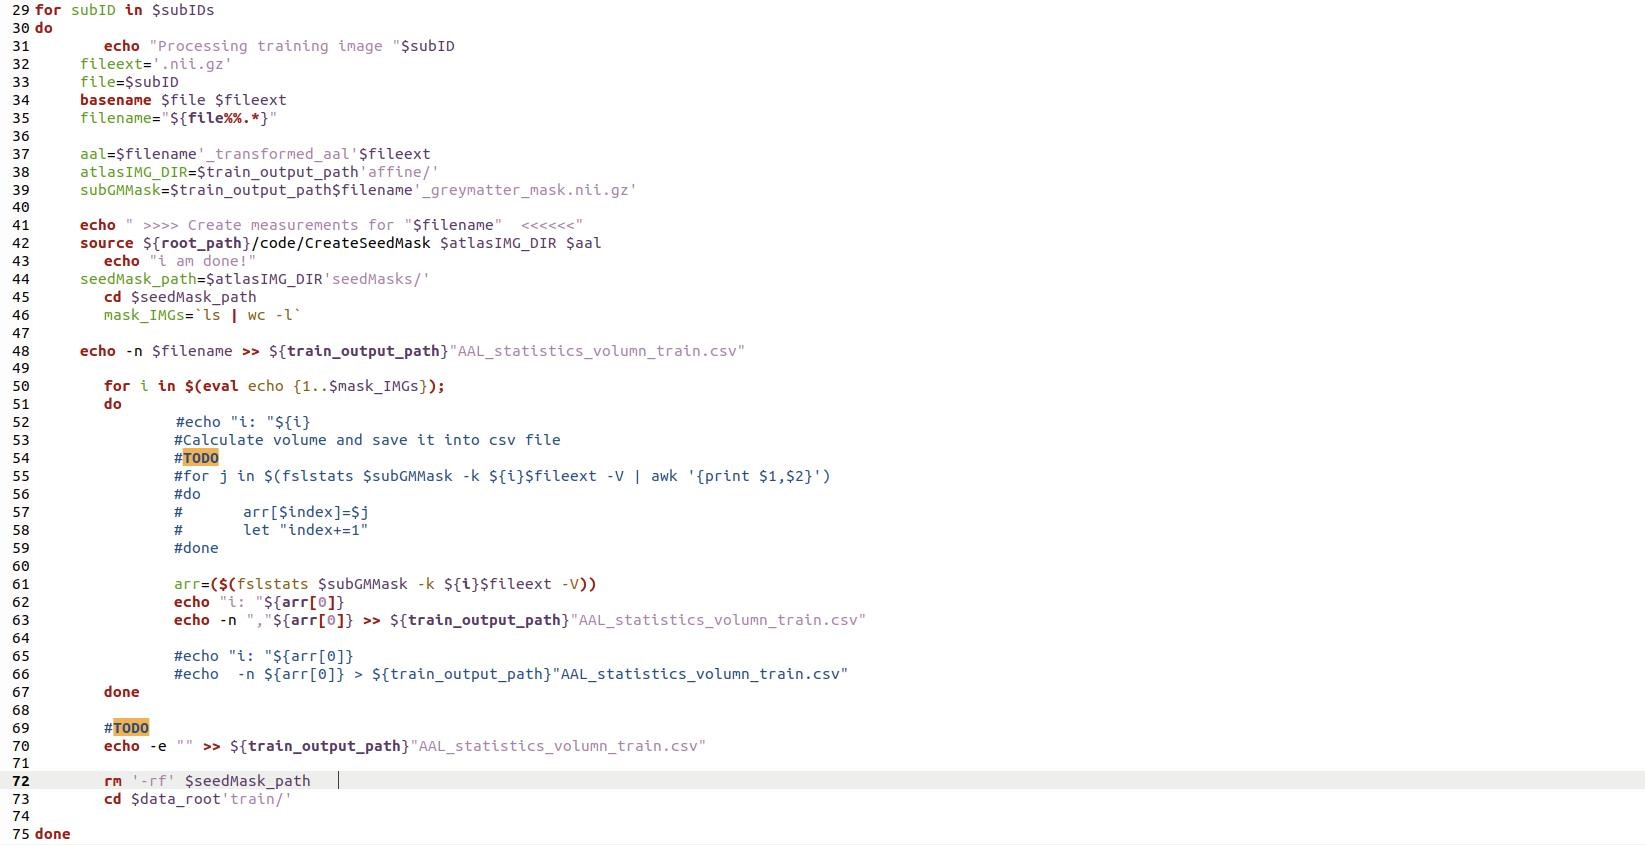 29 for subID in $subIDs
30 do
31 echo "Processing training image "$subID
32 fileext='.nii.gz'
33 file=$subID
34 basename $file $fileext
35 filename="${file%%.*}"
36
37 aal=$filename'_transformed_aal'$fileext
38 atlasIMG_DIR=$train_output_path'affine/'
39 subGMMask=$train_output_path$filename'_greymatter_mask.nii.gz'
40
41 echo " >>>> Create measurements for "$filename"  <<<<<<"
42 source ${root_path}/code/CreateSeedMask $atlasIMG_DIR $aal
43 echo "i am done!"
44 seedMask_path=$atlasIMG_DIR'seedMasks/'
45 cd $seedMask_path
46 mask_IMGs=`ls | wc -l`
47
48 echo -n $filename >> ${train_output_path}"AAL_statistics_volumn_train.csv"
49
50 for i in $(eval echo {1..$mask_IMGs});
51 do
52 #echo "i: "${i}
53 #Calculate volume and save it into csv file
54 #TODO
55 #for j in $(fslstats $subGMMask -k ${i}$fileext -V | awk '{print $1,$2}')
56 #do
57 #       arr[$index]=$j
58 #       let "index+=1"
59 #done
60
61 arr=($(fslstats $subGMMask -k ${i}$fileext -V))
62 echo "i: "${arr[0]}
63 echo -n ","${arr[0]} >> ${train_output_path}"AAL_statistics_volumn_train.csv"
64
65 #echo "i: "${arr[0]}
66 #echo  -n ${arr[0]} > ${train_output_path}"AAL_statistics_volumn_train.csv"
67 done
68
69 #TODO
70 echo -e "" >> ${train_output_path}"AAL_statistics_volumn_train.csv"
71
72 rm '-rf' $seedMask_path
73 cd $data_root'train/'
74
75 done